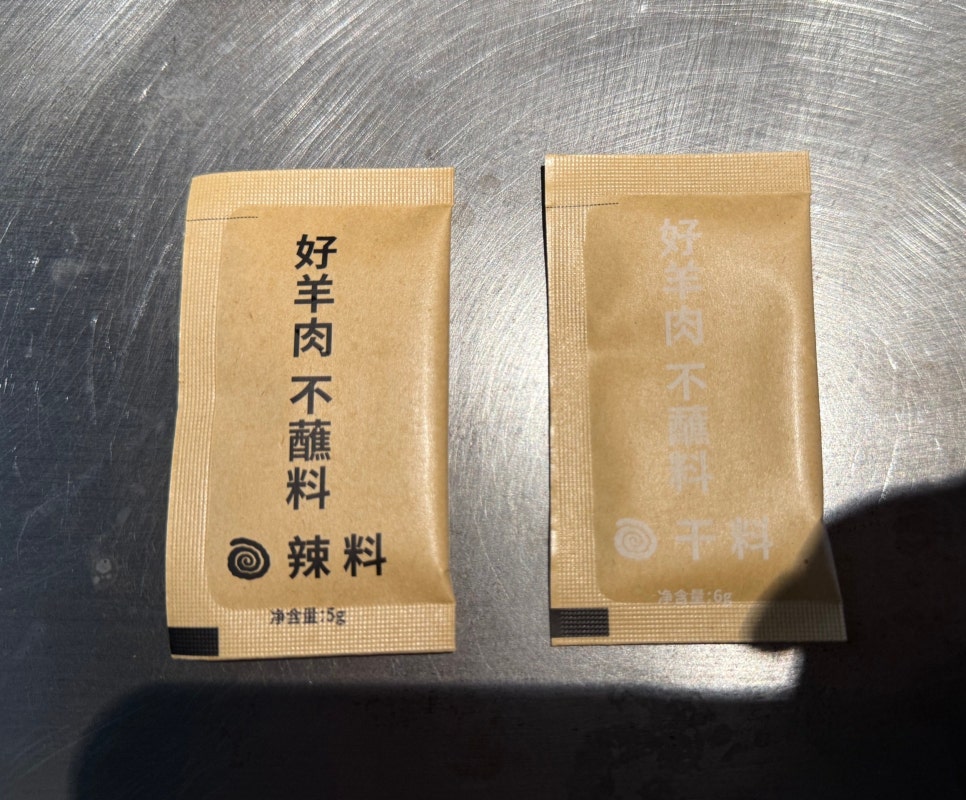 好羊肉 不蘸料
辣料
净含量:5g
好羊肉 不蘸料
干料
净含量:6g